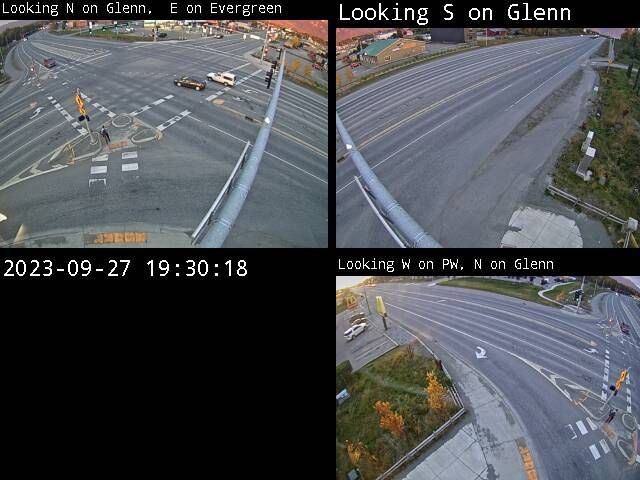 Looking N on Glenn, E on Evergreen
Looking S on Glenn
2023-09-27 19:30:18
Looking W on PW, N on Glenn